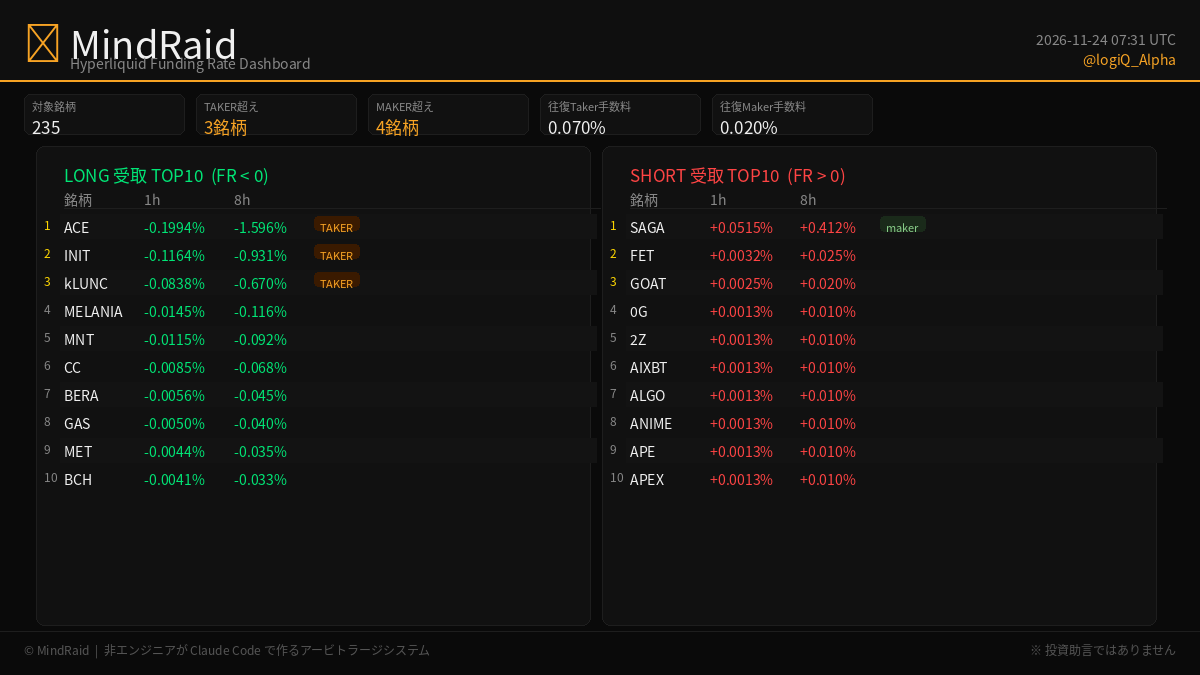 MindRaid
Hyperliquid Funding Rate Dashboard
2026-11-24 07:31 UTC
@logiQ_Alpha
対象銘柄
235
TAKER超え
3銘柄
MAKER超え
4銘柄
往復Taker手数料
0.070%
往復Maker手数料
0.020%
LONG 受取 TOP10 (FR < 0)
銘柄 1h 8h
1 ACE -0.1994% -1.596% TAKER
2 INIT -0.1164% -0.931% TAKER
3 kLUNC -0.0838% -0.670% TAKER
4 MELANIA -0.0145% -0.116%
5 MNT -0.0115% -0.092%
6 CC -0.0085% -0.068%
7 BERA -0.0056% -0.045%
8 GAS -0.0050% -0.040%
9 MET -0.0044% -0.035%
10 BCH -0.0041% -0.033%
SHORT 受取 TOP10 (FR > 0)
銘柄 1h 8h
1 SAGA +0.0515% +0.412% maker
2 FET +0.0032% +0.025%
3 GOAT +0.0025% +0.020%
4 0G +0.0013% +0.010%
5 2Z +0.0013% +0.010%
6 AIXBT +0.0013% +0.010%
7 ALGO +0.0013% +0.010%
8 ANIME +0.0013% +0.010%
9 APE +0.0013% +0.010%
10 APEX +0.0013% +0.010%
© MindRaid | 非エンジニアが Claude Code で作るアービトラージシステム
※ 投資助言ではありません